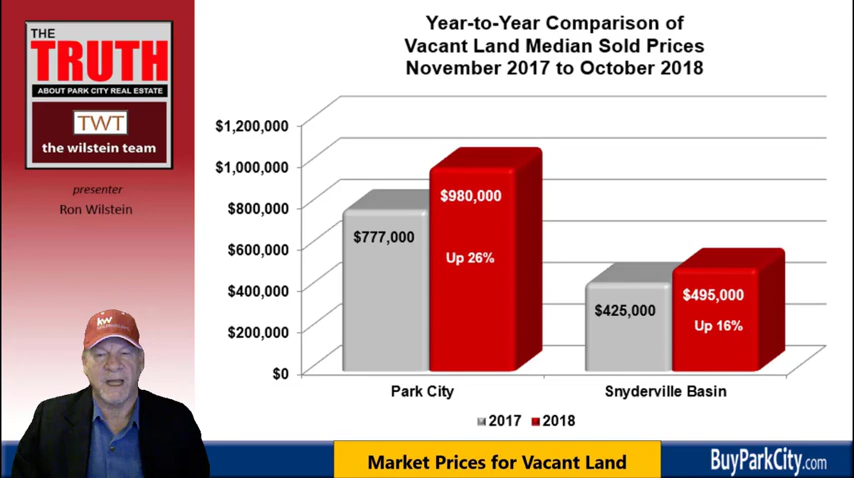 THE
TRUTH
ABOUT PARK CITY REAL ESTATE
TWT
the wilstein team
presenter
Ron Wilstein
kw
Year-to-Year Comparison of
Vacant Land Median Sold Prices
November 2017 to October 2018
$1,200,000
$1,000,000
$800,000
$600,000
$400,000
$200,000
$0
$777,000
$980,000
Up 26%
$425,000
$495,000
Up 16%
Park City
Snyderville Basin
2017
2018
Market Prices for Vacant Land
BuyParkCity.com